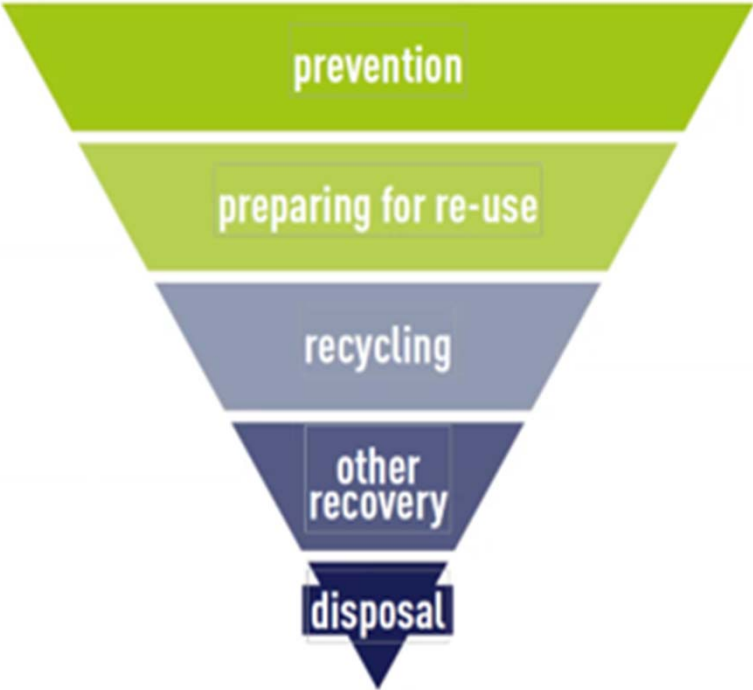 prevention
preparing for re-use
recycling
other
recovery
disposal